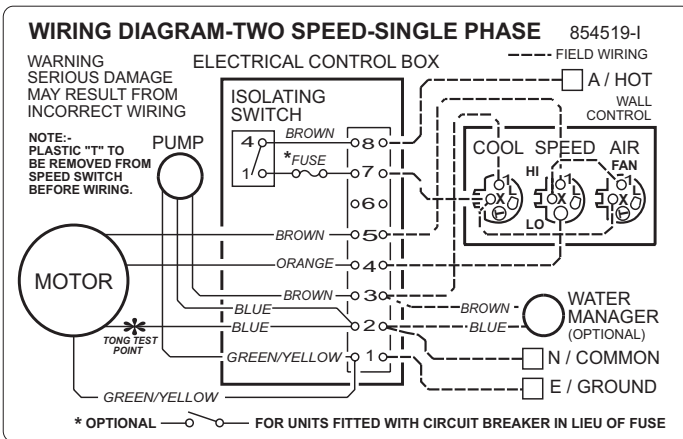 WIRING DIAGRAM-TWO SPEED-SINGLE PHASE 854519-I
WARNING
SERIOUS DAMAGE
MAY RESULT FROM
INCORRECT WIRING
NOTE:-
PLASTIC "T" TO
BE REMOVED FROM
SPEED SWITCH
BEFORE WIRING.
ELECTRICAL CONTROL BOX
FIELD WIRING
A / HOT
WALL
CONTROL
ISOLATING
SWITCH
PUMP
4
1
BROWN
*FUSE
8
7
6
5
4
3
2
1
COOL SPEED AIR
FAN
HI
LO
X X X
MOTOR
BROWN
ORANGE
BROWN
BLUE
BLUE
TONG TEST
POINT
GREEN/YELLOW
GREEN/YELLOW
BROWN
BLUE
WATER
MANAGER
(OPTIONAL)
N / COMMON
E / GROUND
* OPTIONAL FOR UNITS FITTED WITH CIRCUIT BREAKER IN LIEU OF FUSE